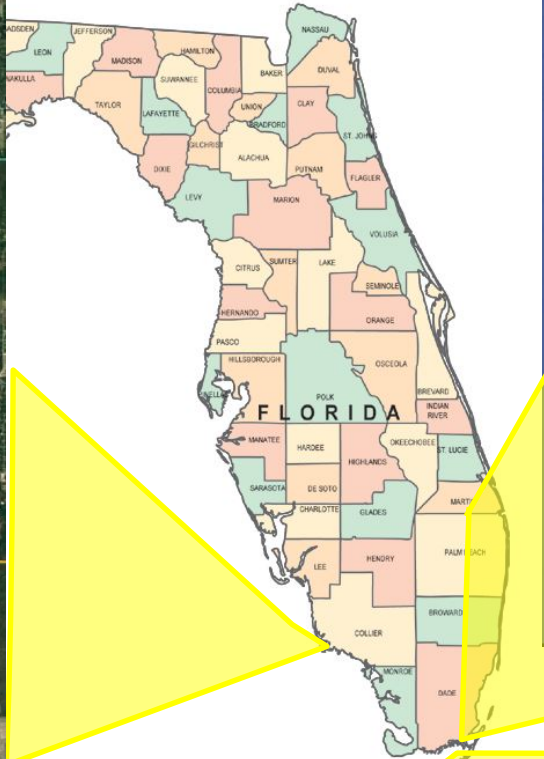 NASSAU
JEFFERSON
LEON
MADISON
HAMILTON
BAKER
DUVAL
SUWANNEE
COLUMBIA
TAYLOR
LAFAYETTE
UNION
BRADFORD
CLAY
ST. JOHNS
GILCHRIST
ALACHUA
PUTNAM
DIXIE
FLAGLER
LEVY
MARION
VOLUSIA
CITRUS
SUMTER
LAKE
SEMINOLE
HERNANDO
ORANGE
PASCO
HILLSBOROUGH
OSCEOLA
POLK
BREVARD
FLORIDA
INDIAN
RIVER
MANATEE
HARDEE
OKEECHOBEE
ST. LUCIE
HIGHLANDS
SARASOTA
DE SOTO
CHARLOTTE
GLADES
LEE
HENDRY
PALM BEACH
BROWARD
COLLIER
MONROE
DADE